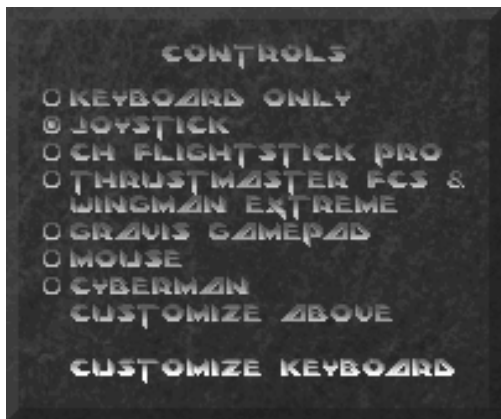 CONTROLS
KEYBOARD ONLY
JOYSTICK
CH FLIGHTSTICK PRO
THRUSTMASTER FCS &
WINGMAN EXTREME
GRAVIS GAMEPAD
MOUSE
CYBERMAN
CUSTOMIZE ABOVE
CUSTOMIZE KEYBOARD